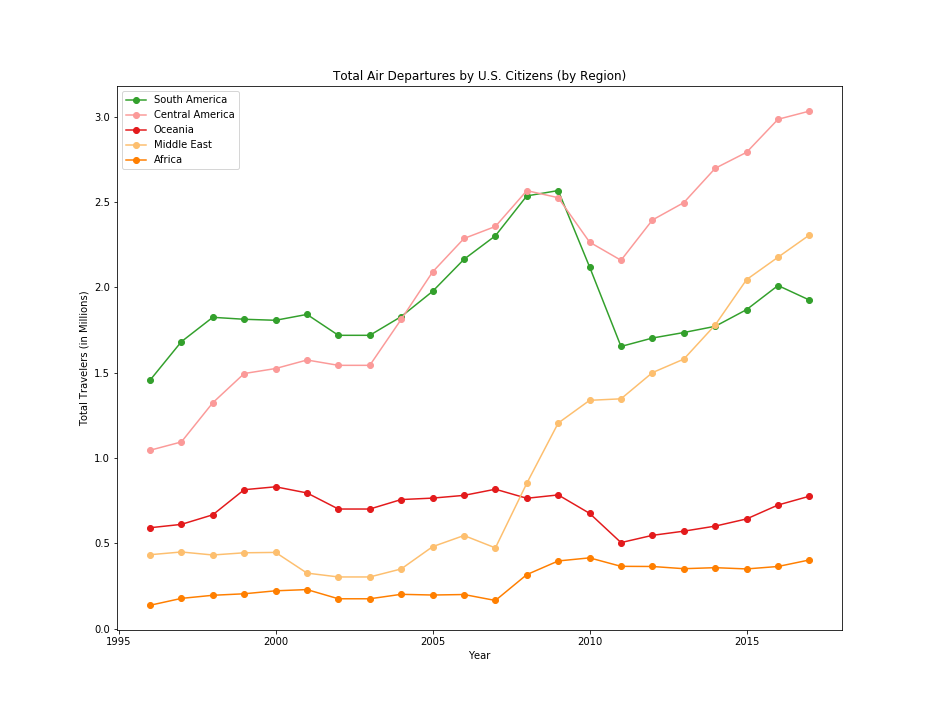 Total Air Departures by U.S. Citizens (by Region)
South America
Central America
Oceania
Middle East
Africa
3.0
2.5
2.0
1.5
1.0
0.5
0.0
Total Travelers (in Millions)
1995
2000
2005
2010
2015
Year